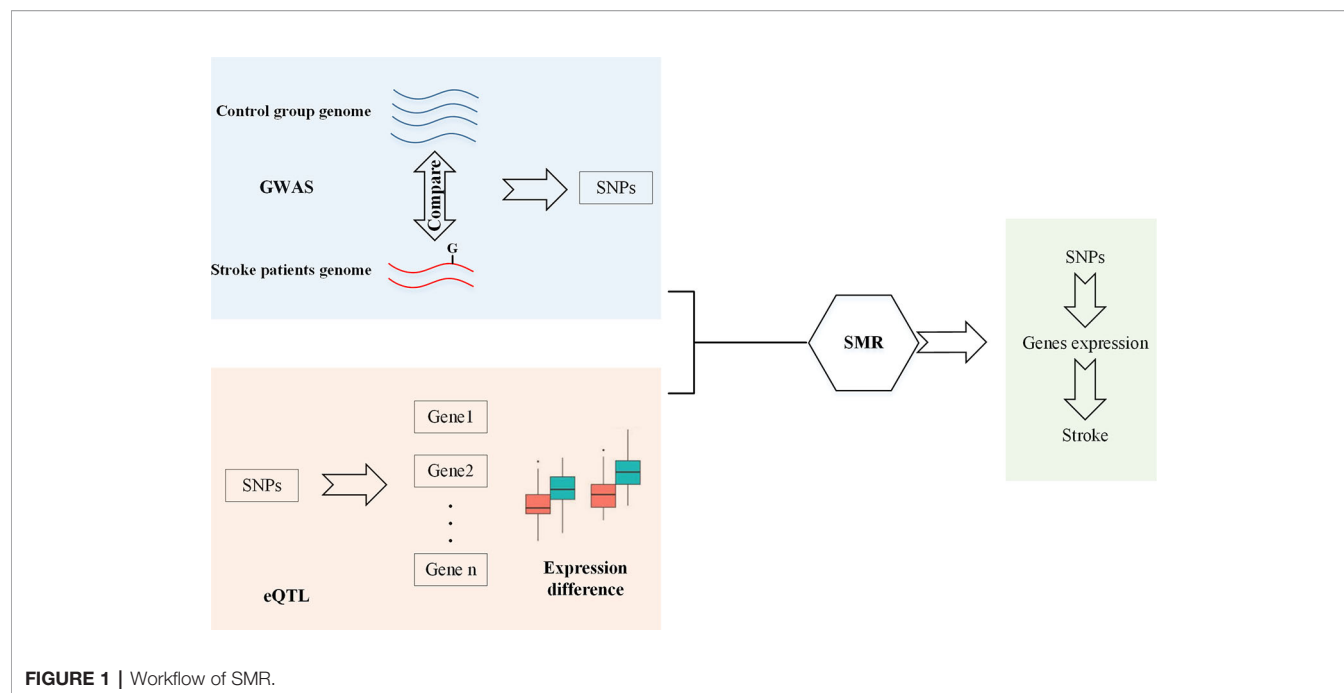 Control group genome
GWAS
Compare
SNPs
G
Stroke patients genome
SNPs
Gene1
Gene2
Gene n
Expression
difference
eQTL
SMR
SNPs
Genes expression
Stroke
FIGURE 1 | Workflow of SMR.